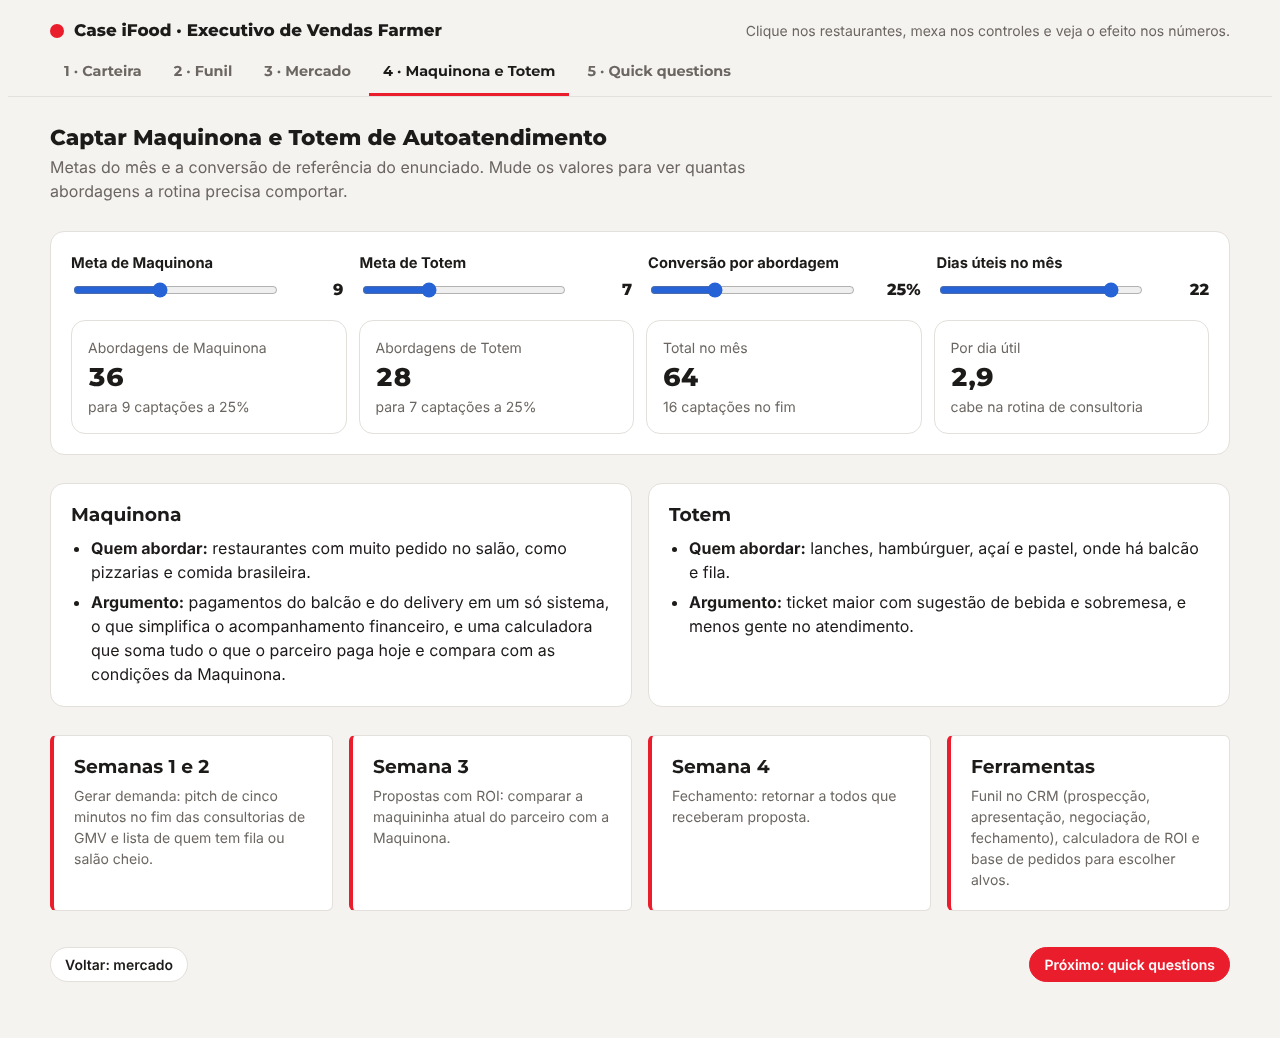 Case iFood · Executivo de Vendas Farmer
Clique nos restaurantes, mexa nos controles e veja o efeito nos números.
1 · Carteira
2 · Funil
3 · Mercado
4 · Maquinona e Totem
5 · Quick questions
Captar Maquinona e Totem de Autoatendimento
Metas do mês e a conversão de referência do enunciado. Mude os valores para ver quantas
abordagens a rotina precisa comportar.
Meta de Maquinona
9
Meta de Totem
7
Conversão por abordagem
25%
Dias úteis no mês
22
Abordagens de Maquinona
36
para 9 captações a 25%
Abordagens de Totem
28
para 7 captações a 25%
Total no mês
64
16 captações no fim
Por dia útil
2,9
cabe na rotina de consultoria
Maquinona
• Quem abordar: restaurantes com muito pedido no salão, como
pizzarias e comida brasileira.
• Argumento: pagamentos do balcão e do delivery em um só sistema,
o que simplifica o acompanhamento financeiro, e uma calculadora
que soma tudo o que o parceiro paga hoje e compara com as
condições da Maquinona.
Totem
• Quem abordar: lanches, hambúrguer, açaí e pastel, onde há balcão
e fila.
• Argumento: ticket maior com sugestão de bebida e sobremesa, e
menos gente no atendimento.
Semanas 1 e 2
Gerar demanda: pitch de cinco
minutos no fim das consultorias de
GMV e lista de quem tem fila ou
salão cheio.
Semana 3
Propostas com ROI: comparar a
maquininha atual do parceiro com a
Maquinona.
Semana 4
Fechamento: retornar a todos que
receberam proposta.
Ferramentas
Funil no CRM (prospecção,
apresentação, negociação,
fechamento), calculadora de ROI e
base de pedidos para escolher
alvos.
Voltar: mercado
Próximo: quick questions